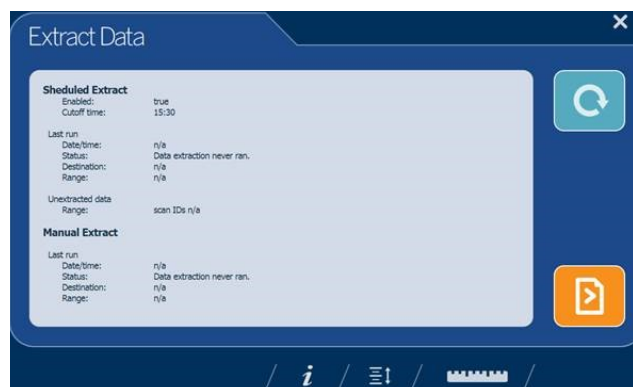 Extract Data
Sheduled Extract
Enabled: true
Cutoff time: 15:30
Last run
Date/time: n/a
Status: Data extraction never ran.
Destination: n/a
Range: n/a
Unextracted data
Range: scan IDs n/a
Manual Extract
Last run
Date/time: n/a
Status: Data extraction never ran.
Destination: n/a
Range: n/a